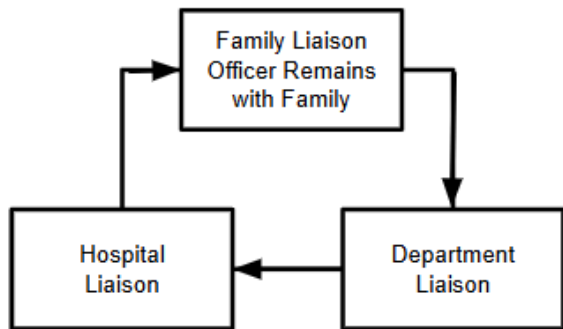 Family Liaison
Officer Remains
with Family
Hospital
Liaison
Department
Liaison